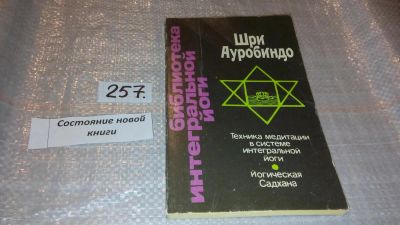 257.
Состояние новой
книги
библиотека
интегральной
йоги
Шри
Ауробиндо
Техника медитации
в системе
интегральной
йоги
Йогическая
Садхана